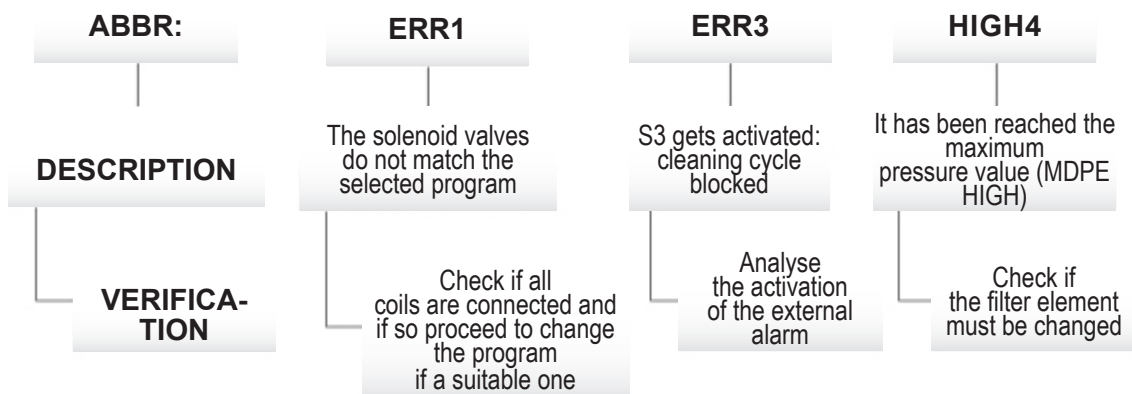 ABBR:
DESCRIPTION
VERIFICA-
TION
ERR1
The solenoid valves
do not match the
selected program
Check if all
coils are connected and
if so proceed to change
the program
if a suitable one
ERR3
S3 gets activated:
cleaning cycle
blocked
Analyse
the activation
of the external
alarm
HIGH4
It has been reached the
maximum
pressure value (MDPE
HIGH)
Check if
the filter element
must be changed